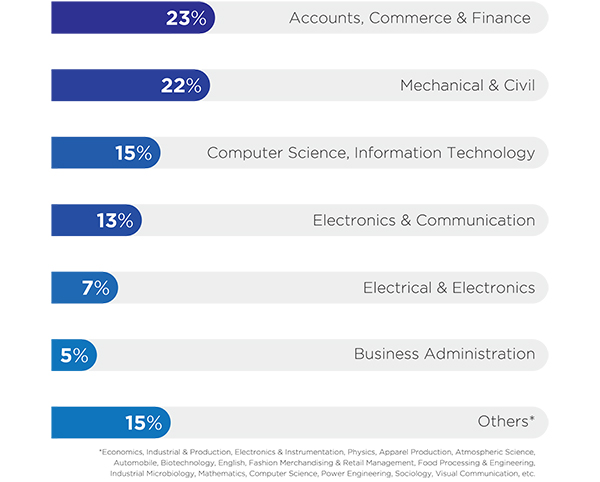 23% Accounts, Commerce & Finance
22% Mechanical & Civil
15% Computer Science, Information Technology
13% Electronics & Communication
7% Electrical & Electronics
5% Business Administration
15% Others*
*Economics, Industrial & Production, Electronics & Instrumentation, Physics, Apparel Production, Atmospheric Science,
Automobile, Biotechnology, English, Fashion Merchandising & Retail Management, Food Processing & Engineering,
Industrial Microbiology, Mathematics, Computer Science, Power Engineering, Sociology, Visual Communication, etc.